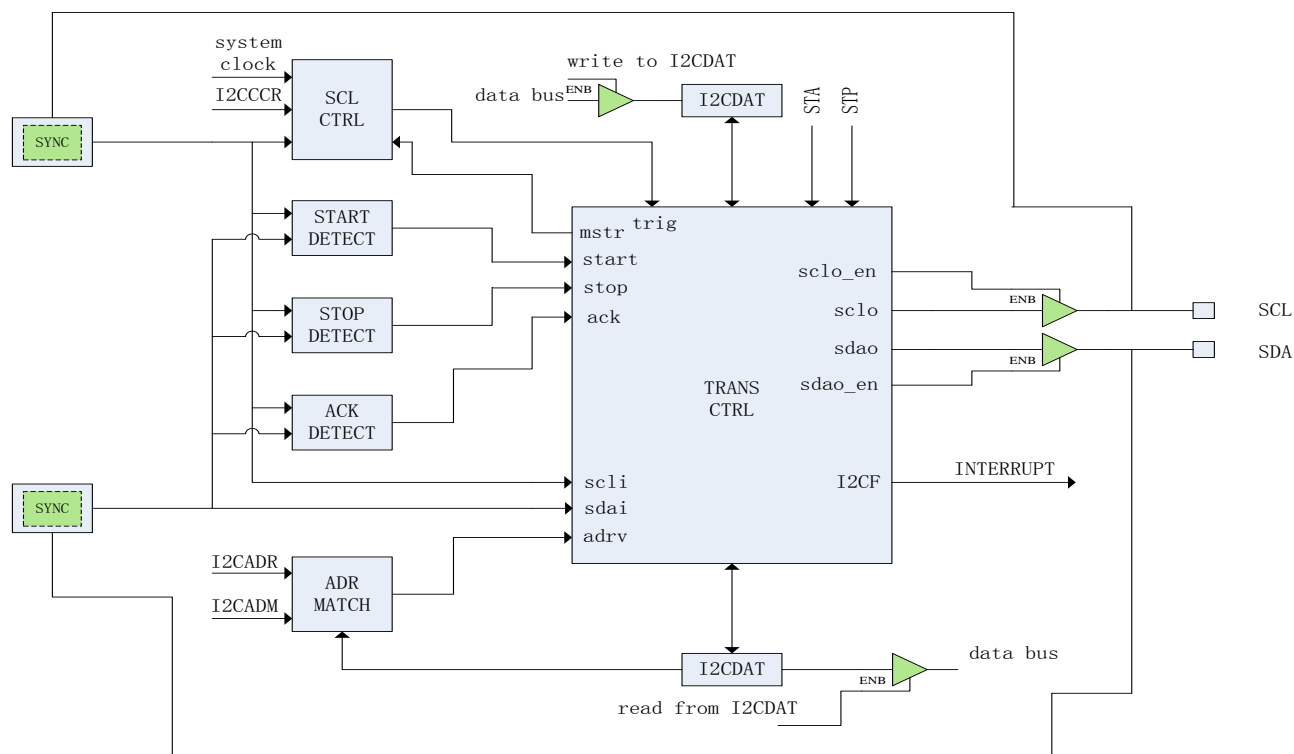 system
clock
I2CCCR
SCL
CTRL
write to I2CDAT
data bus
ENB
I2CDAT
STA
STP
SYNC
START
DETECT
STOP
DETECT
ACK
DETECT
mstr
trig
start
stop
ack
sclo_en
sclo
sdao
sdao_en
ENB
ENB
SCL
SDA
TRANS
CTRL
scli
sdai
adrv
I2CF
INTERRUPT
SYNC
I2CADR
I2CADM
ADR
MATCH
I2CDAT
ENB
data bus
read from I2CDAT